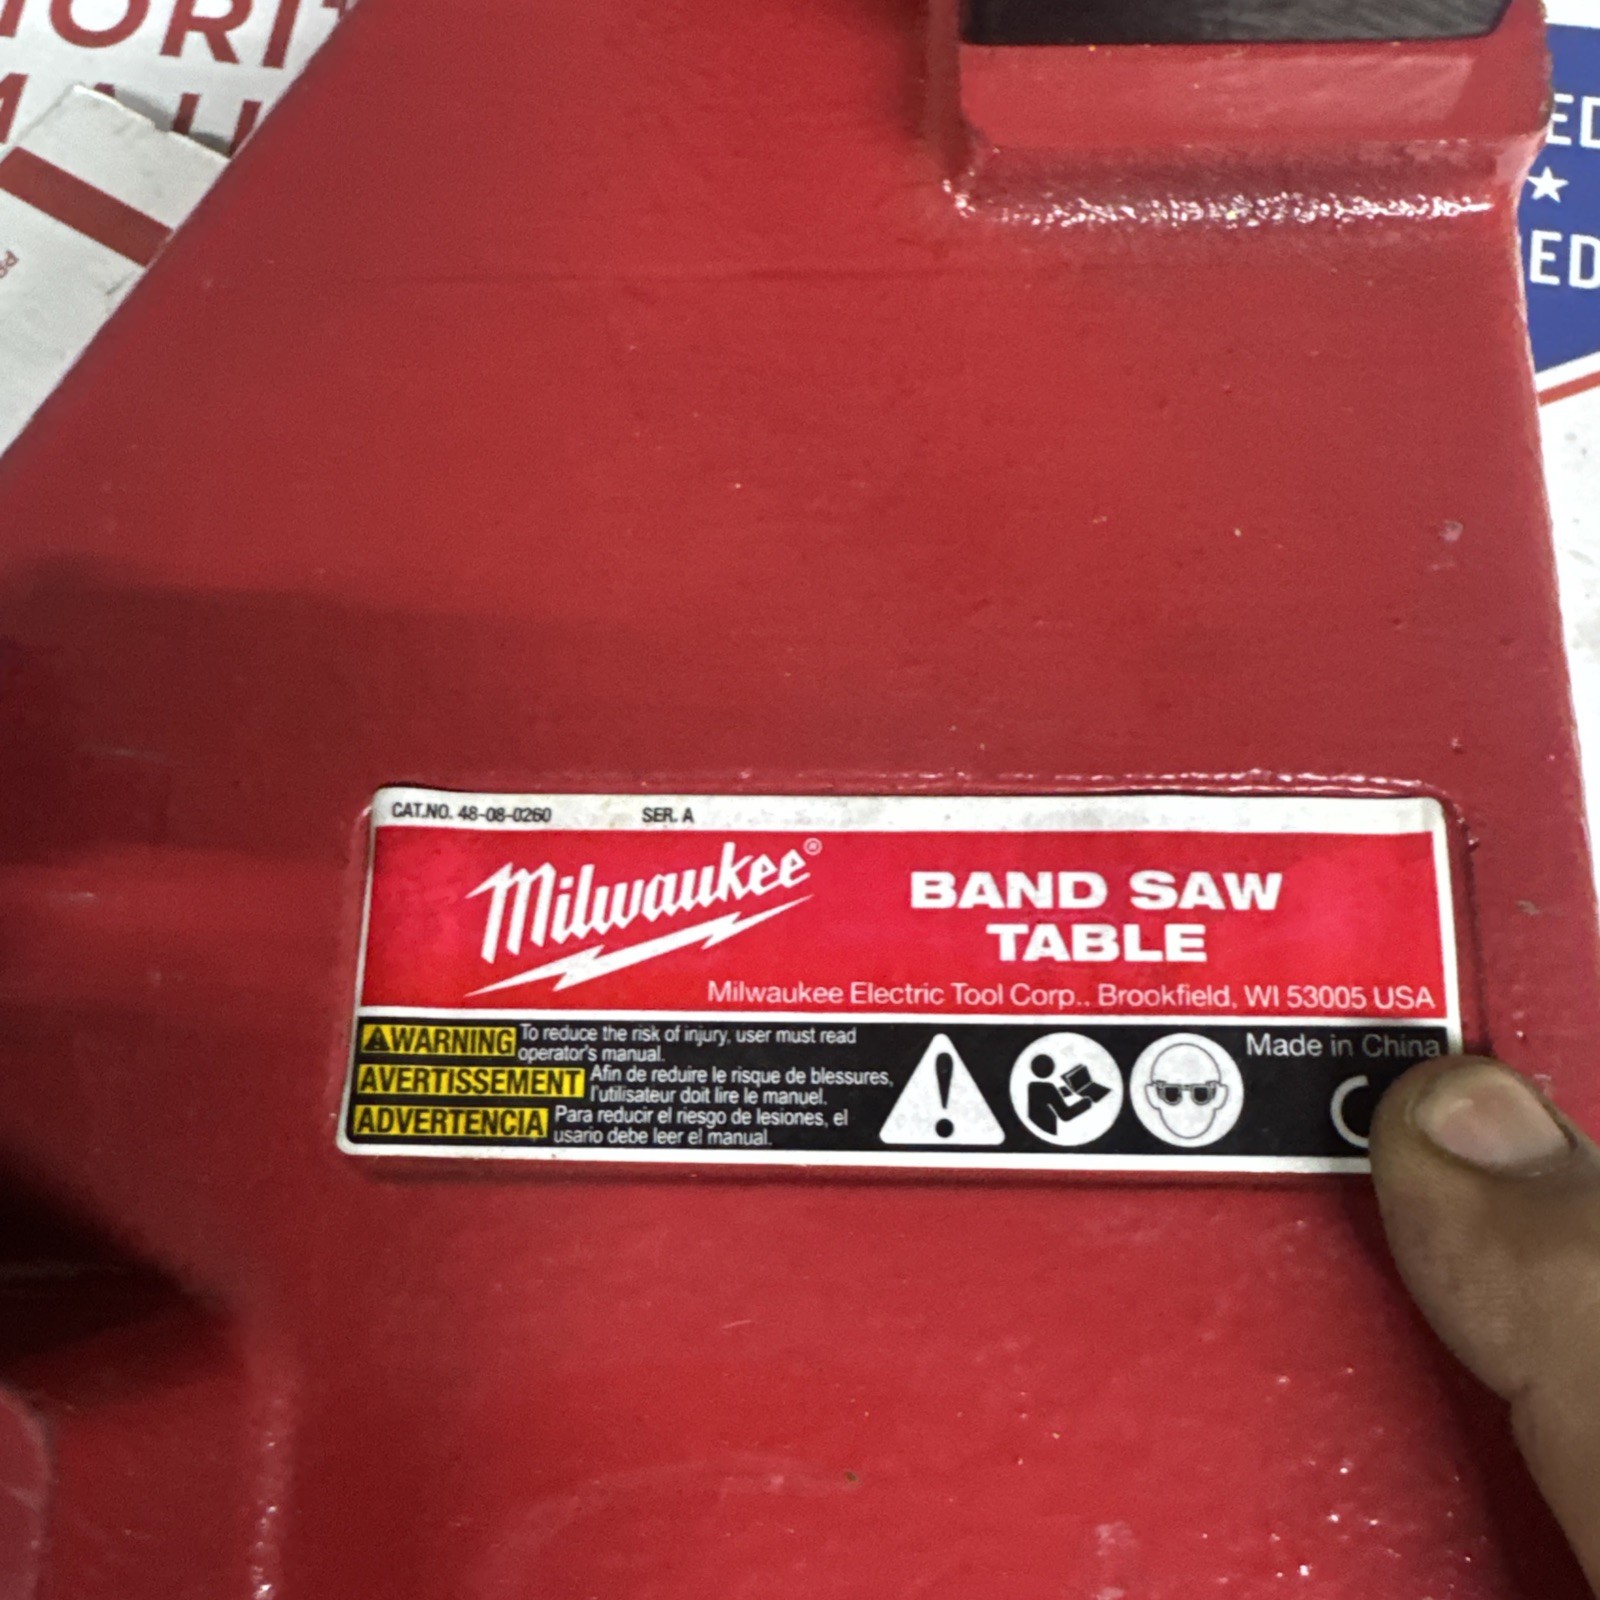 CAT.NO. 48-08-0260 SER. A
Milwaukee®
BAND SAW
TABLE
Milwaukee Electric Tool Corp., Brookfield, WI 53005 USA
WARNING To reduce the risk of injury, user must read
operator's manual.
AVERTISSEMENT Afin de reduire le risque de blessures,
l'utilisateur doit lire le manuel.
ADVERTENCIA Para reducir el riesgo de lesiones, el
usario debe leer el manual.
Made in China